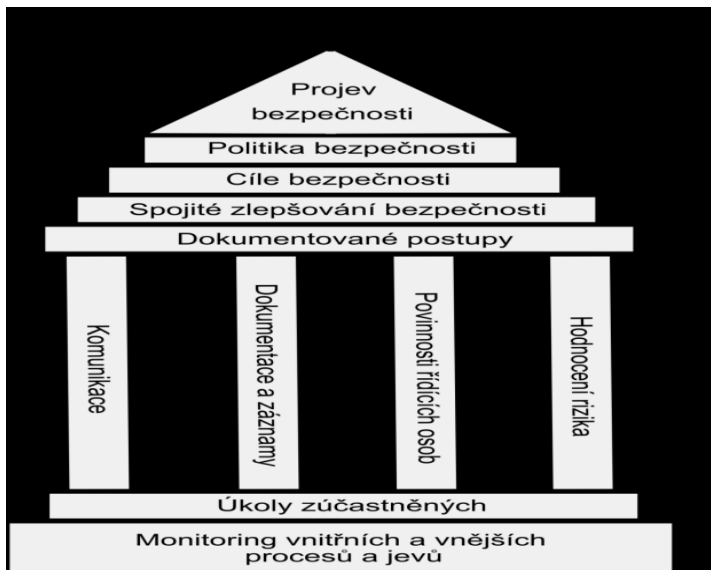 Projev
bezpečnosti
Politika bezpečnosti
Cíle bezpečnosti
Spojité zlepšování bezpečnosti
Dokumentované postupy
Komunikace
Dokumentace a záznamy
Povinnosti řídících osob
Hodnocení rizika
Úkoly zúčastněných
Monitoring vnitřních a vnějších
procesů a jevů